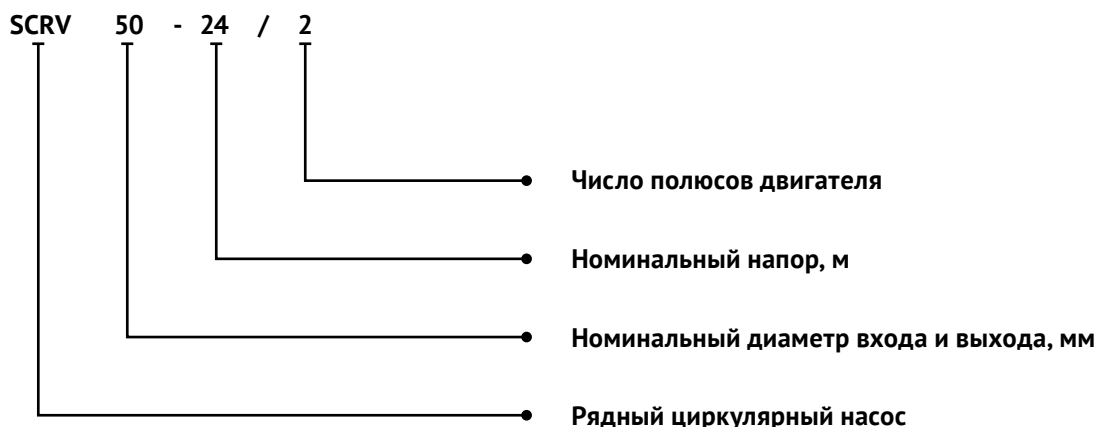 SCRV 50 - 24 / 2
Число полюсов двигателя
Номинальный напор, м
Номинальный диаметр входа и выхода, мм
Рядный циркулярный насос